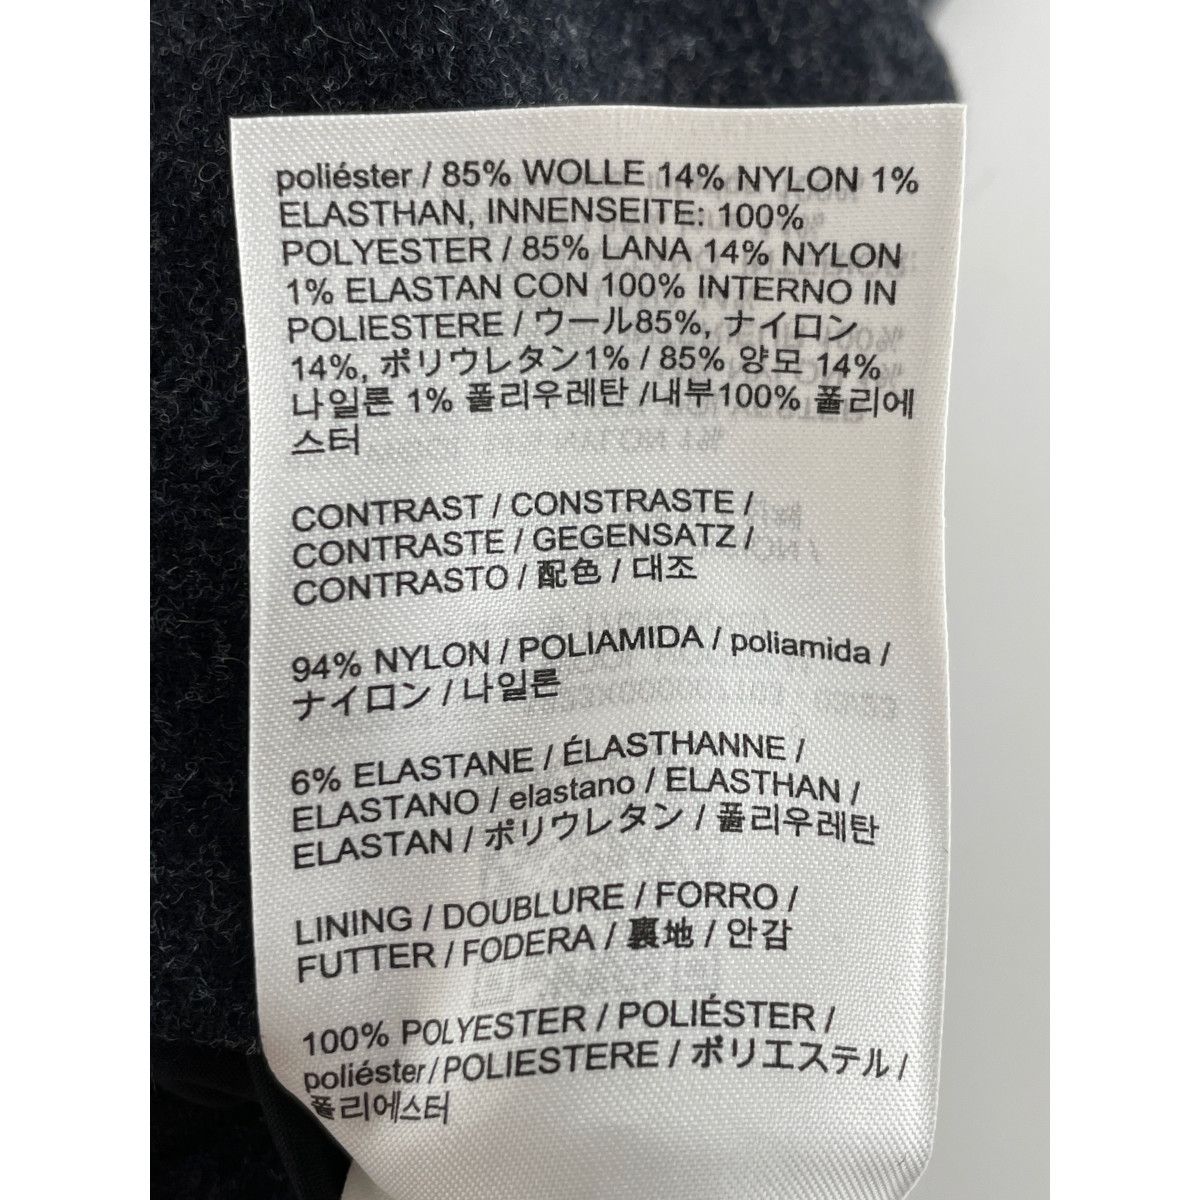 poliéster / 85% WOLLE 14% NYLON 1%
ELASTHAN, INNENSEITE: 100%
POLYESTER / 85% LANA 14% NYLON
1% ELASTAN CON 100% INTERNO IN
POLIESTERE / ウール85%, ナイロン
14%, ポリウレタン1% / 85% 양모 14%
나일론 1% 폴리우레탄 /내부100% 폴리에
스터
CONTRAST / CONSTRASTE /
CONTRASTE / GEGENSATZ /
CONTRASTO / 配色 / 대조
94% NYLON / POLIAMIDA / poliamida /
ナイロン / 나일론
6% ELASTANE / ÉLASTHANNE /
ELASTANO / elastano / ELASTHAN /
ELASTAN / ポリウレタン / 폴리우레탄
LINING / DOUBLURE / FORRO /
FUTTER / FODERA / 裏地 / 안감
100% POLYESTER / POLIÉSTER /
poliéster / POLIESTERE / ポリエステル /
폴리에스터